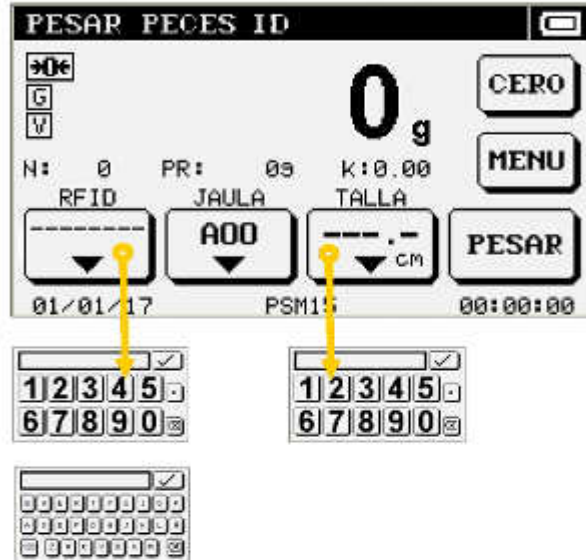 PESAR PECES ID
→0←
G
V
0 g
CERO
MENU
N: 0 PR: 0g K:0.00
RFID JAULA TALLA
-------- A00 ---.- cm
PESAR
01/01/17 PSM15 00:00:00
1 2 3 4 5 . 1 2 3 4 5 .
6 7 8 9 0 6 7 8 9 0